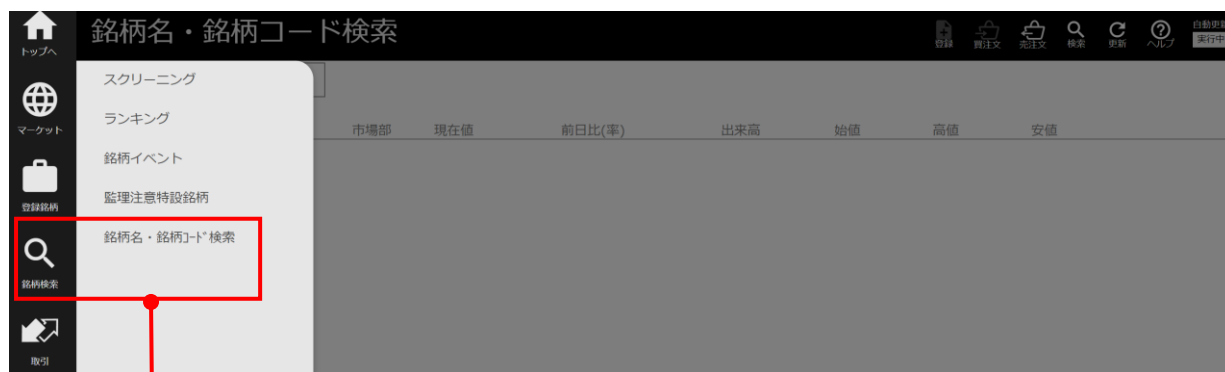 トップへ
銘柄名・銘柄コード検索
登録
買注文
売注文
検索
更新
ヘルプ
自動更新
実行中
マーケット
登録銘柄
銘柄検索
取引
スクリーニング
ランキング
銘柄イベント
監理注意特設銘柄
銘柄名・銘柄ｺｰﾄﾞ検索
市場部 現在値 前日比(率) 出来高 始値 高値 安値